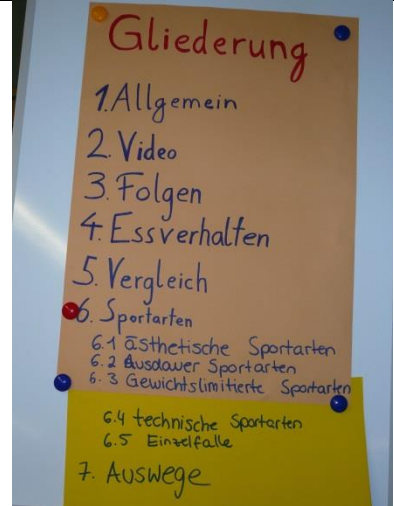 Gliederung
1. Allgemein
2. Video
3. Folgen
4. Essverhalten
5. Vergleich
6. Sportarten
6.1 ästhetische Sportarten
6.2 Ausdauer Sportarten
6.3 Gewichtslimitierte Sportarten
6.4 technische Sportarten
6.5 Einzelfälle
7. Auswege